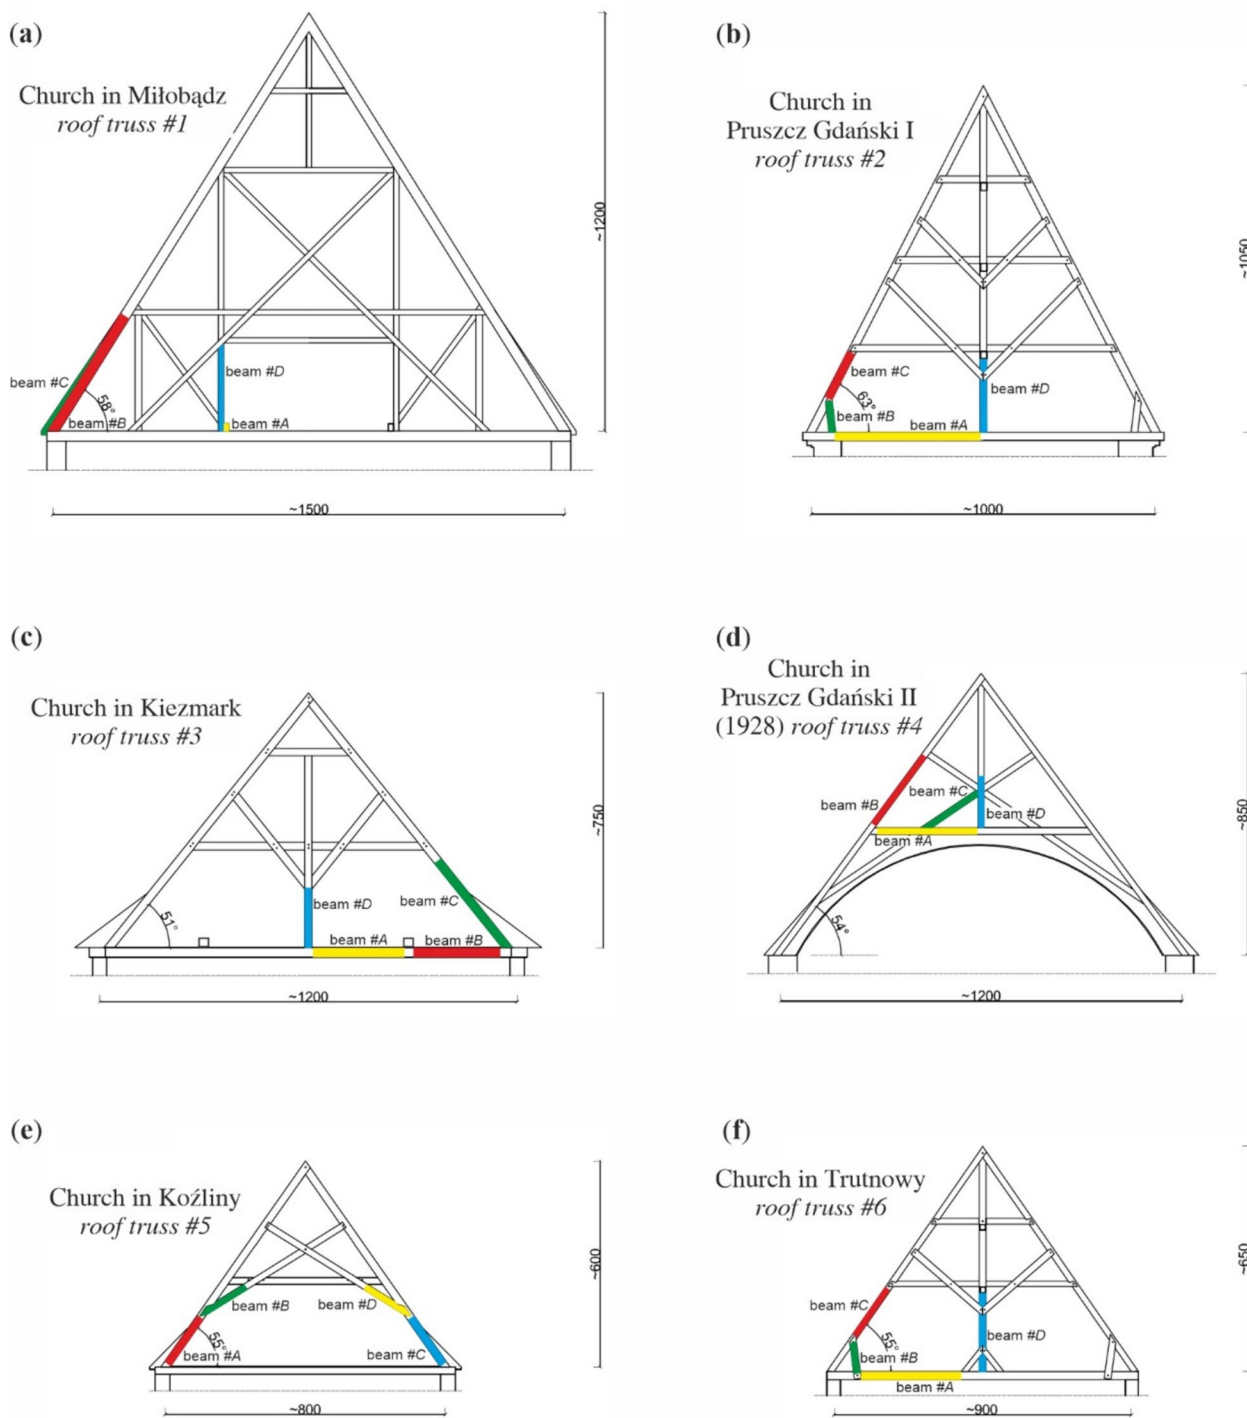 (a)
Church in Miłobądz
roof truss #1
~1200
beam #C
58°
beam #B
beam #D
beam #A
~1500
(b)
Church in
Pruszcz Gdański I
roof truss #2
~1050
beam #C
63°
beam #B
beam #D
beam #A
~1000
(c)
Church in Kiezmark
roof truss #3
~750
51°
beam #D
beam #C
beam #A
beam #B
~1200
(d)
Church in
Pruszcz Gdański II
(1928) roof truss #4
~850
beam #C
beam #B
beam #D
beam #A
54°
~1200
(e)
Church in Koźliny
roof truss #5
~600
beam #B
beam #D
55°
beam #A
beam #C
~800
(f)
Church in Trutnowy
roof truss #6
~650
beam #C
55°
beam #D
beam #B
beam #A
~900